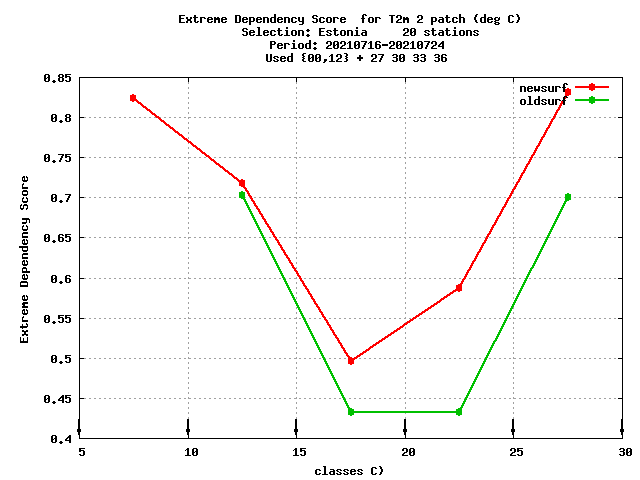 Extreme Dependency Score  for T2m 2 patch (deg C)
Selection: Estonia     20 stations
Period: 20210716-20210724
Used {00,12} + 27 30 33 36
newsurf
oldsurf
0.85
0.8
0.75
0.7
0.65
0.6
0.55
0.5
0.45
0.4
Extreme Dependency Score
5 10 15 20 25 30
classes C)